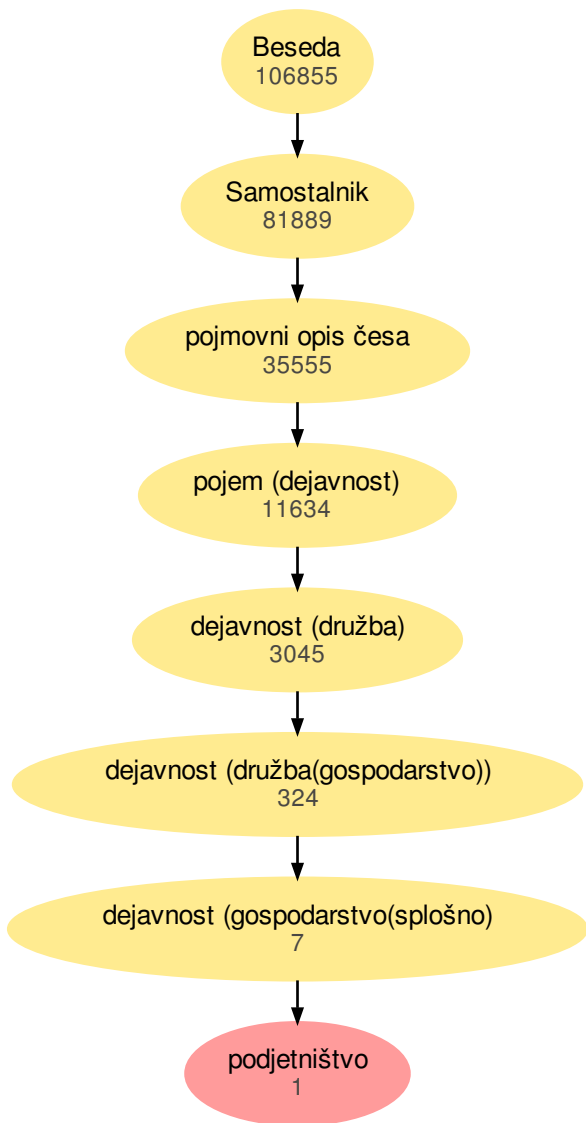 Beseda
106855
Samostalnik
81889
pojmovni opis česa
35555
pojem (dejavnost)
11634
dejavnost (družba)
3045
dejavnost (družba(gospodarstvo))
324
dejavnost (gospodarstvo(splošno)
7
podjetništvo
1